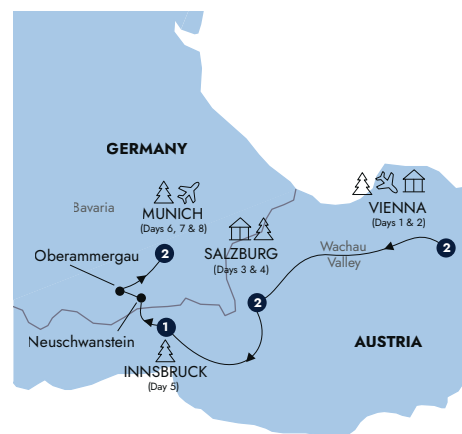 GERMANY
Bavaria
MUNICH
(Days 6, 7 & 8)
VIENNA
(Days 1 & 2)
SALZBURG
(Days 3 & 4)
Wachau
Valley
2
Oberammergau
2
2
1
Neuschwanstein
AUSTRIA
INNSBRUCK
(Day 5)